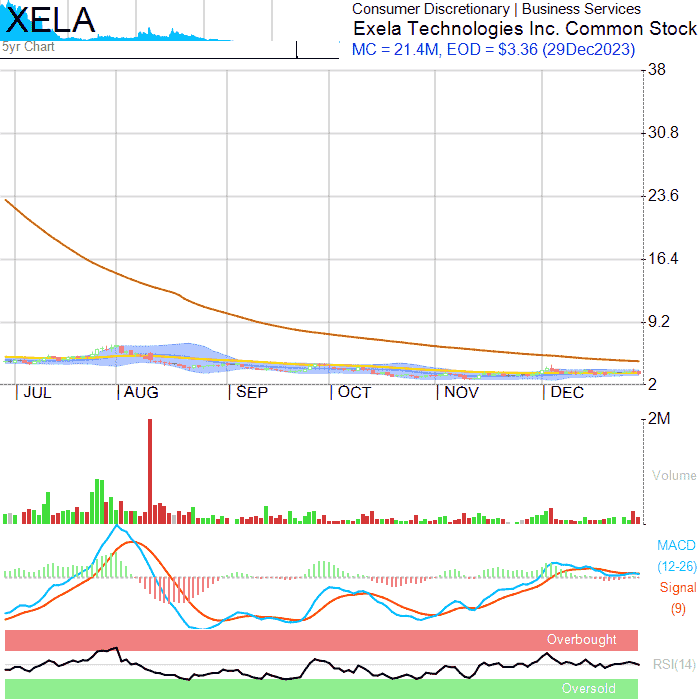 XELA
Consumer Discretionary | Business Services
Exela Technologies Inc. Common Stock
5yr Chart
MC = 21.4M, EOD = $3.36 (29Dec2023)
38
30.8
23.6
16.4
9.2
2
JUL AUG SEP OCT NOV DEC
2M
Volume
MACD
(12-26)
Signal
(9)
Overbought
RSI(14)
Oversold